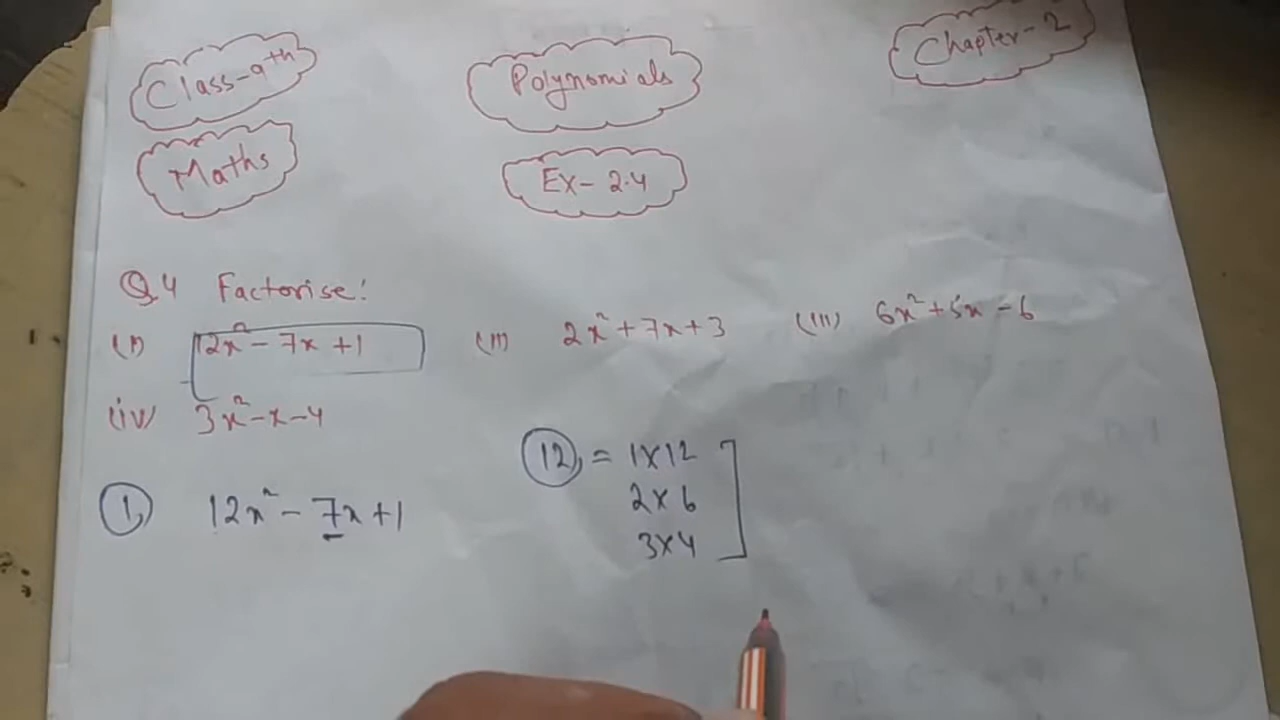 Class-9th
Polynomials
Chapter-2
Maths
Ex-2.4
Q4 Factorise:
(i) 12x² - 7x + 1
(ii) 2x² + 7x + 3
(iii) 6x² + 5x - 6
(iv) 3x² - x - 4
12 = 1x12
2x6
3x4
1) 12x² - 7x + 1